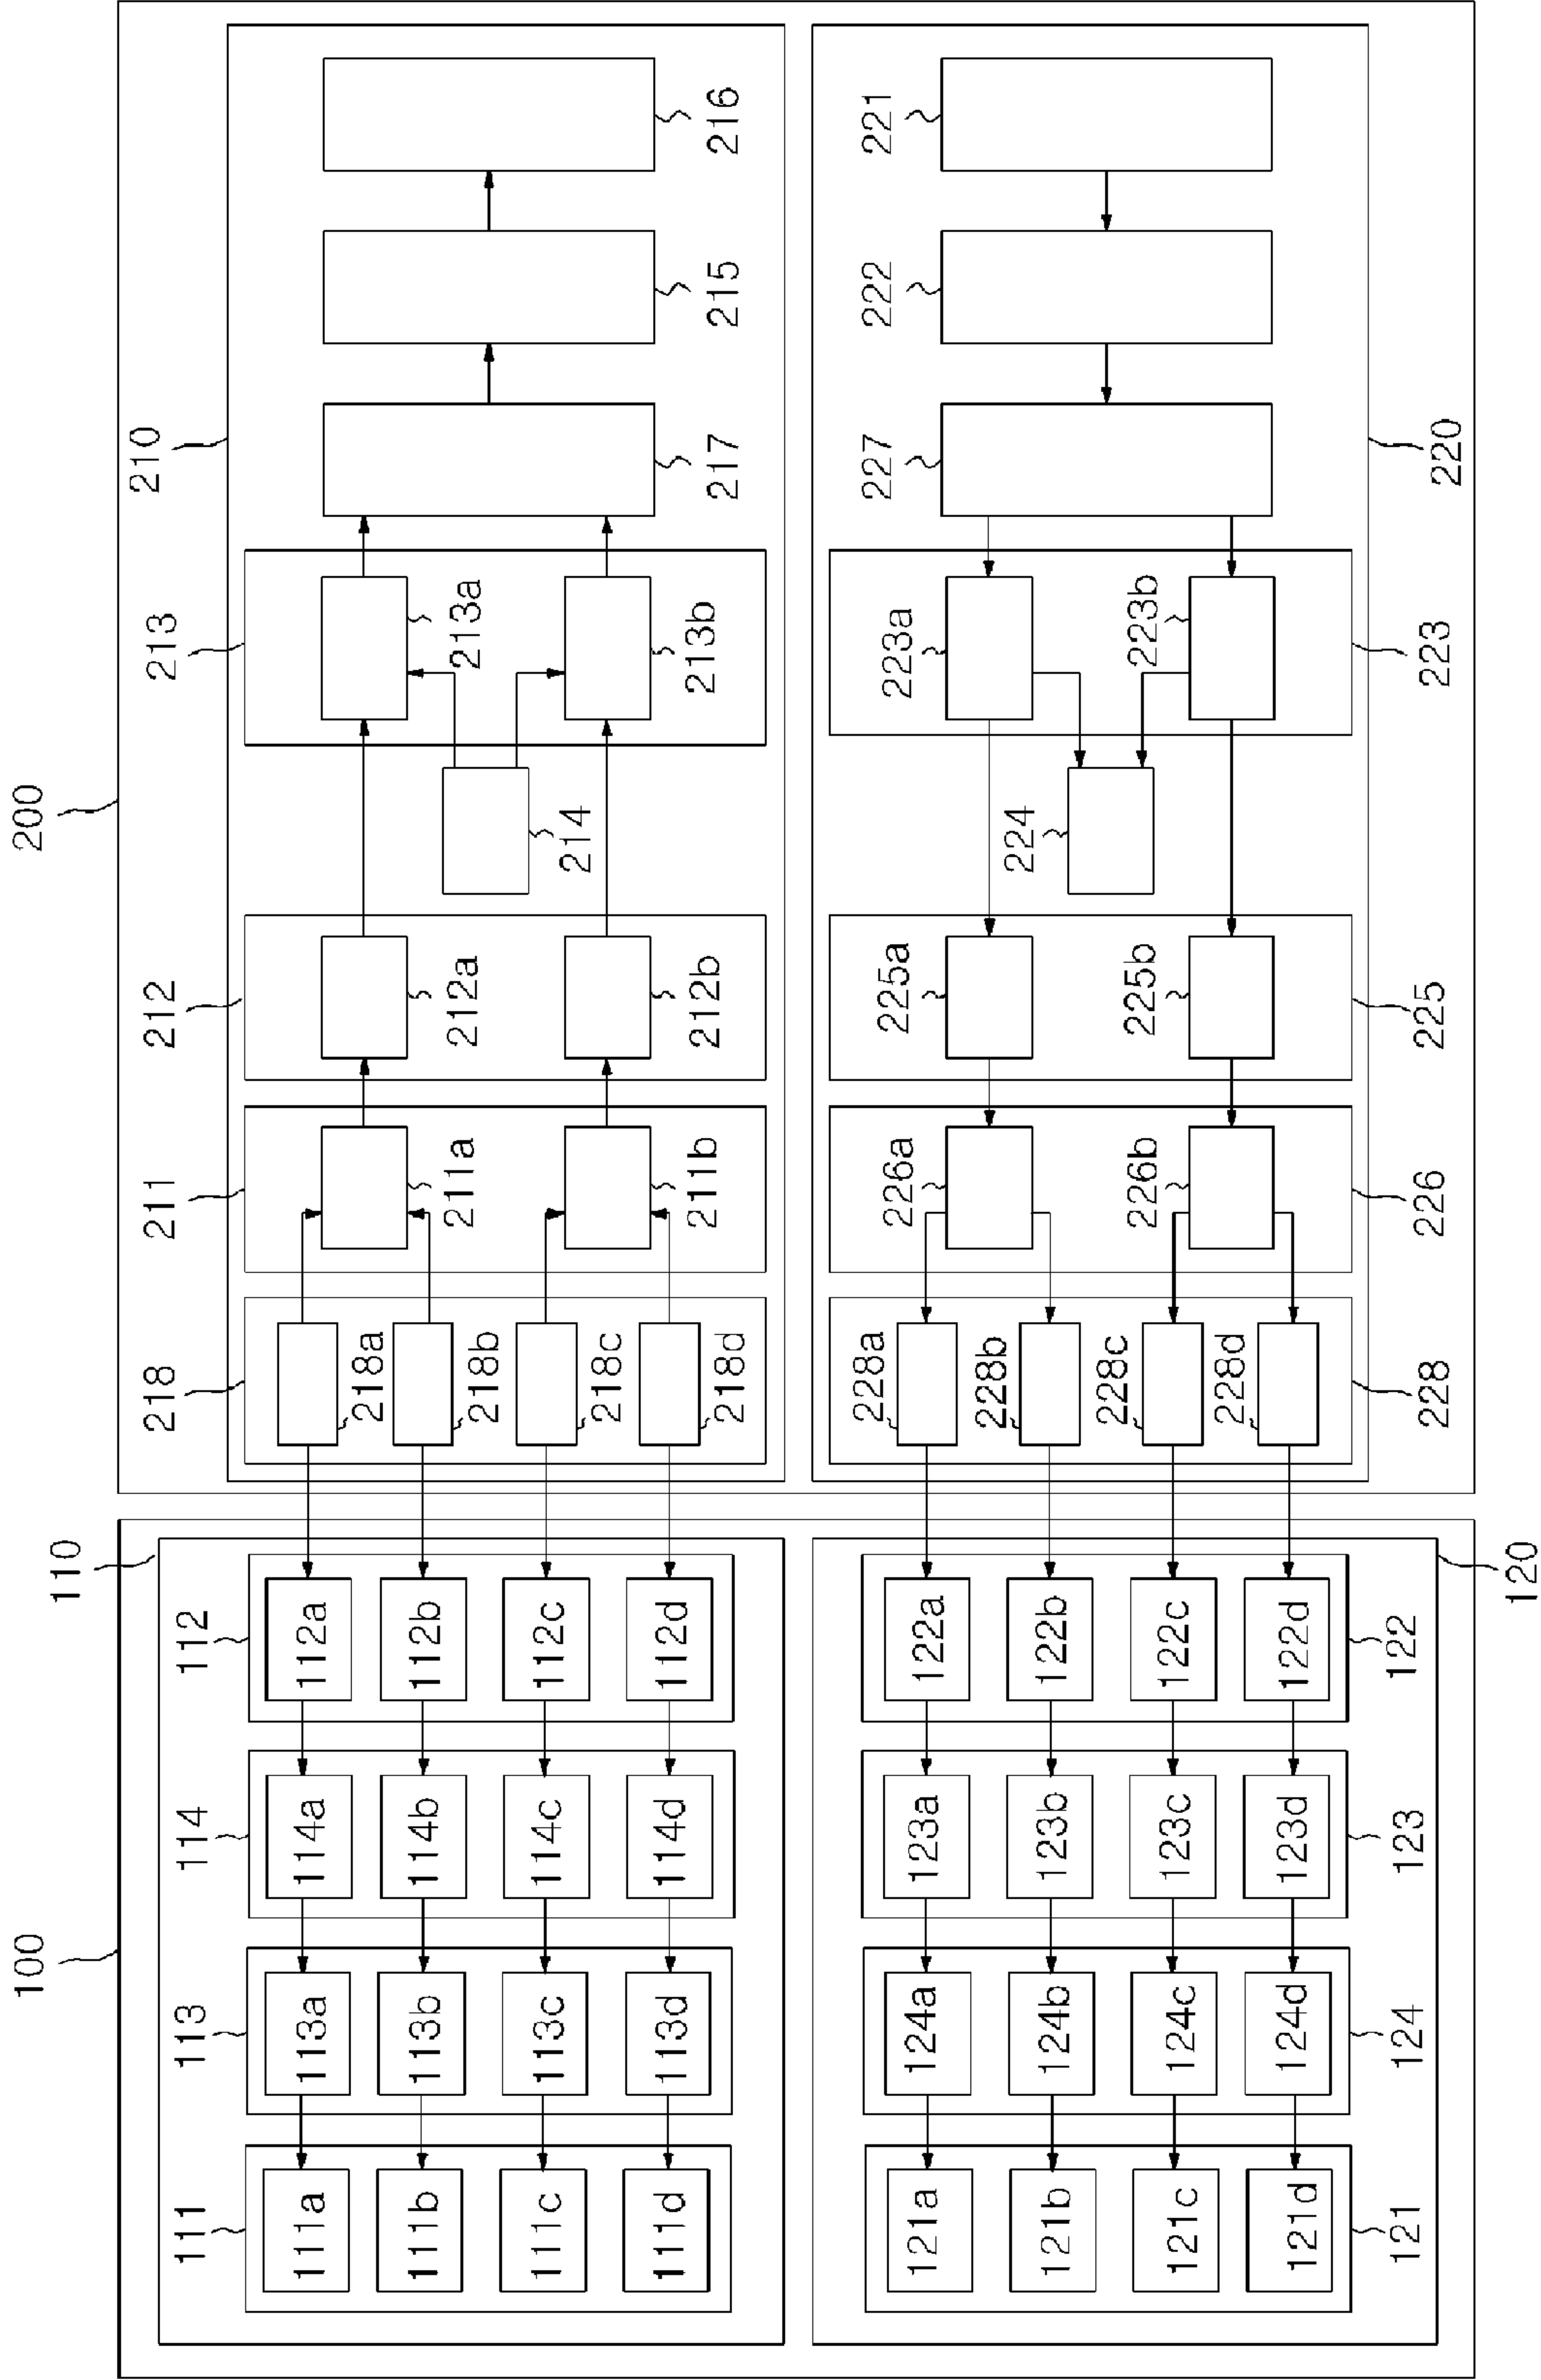 100 200
110 210
111 113 114 112 218 211 212 213
111a 113a 114a 112a
218a
111b 113b 114b 112b
211a 212a 213a
218b
111c 113c 114c 112c
214
218c
111d 113d 114d 112d
218d 211b 212b 213b 217 215 216
228a 226a 225a 223a 227 222 221
121a 124a 123a 122a
228b 224
121b 124b 123b 122b
228c 226b 225b 223b
121c 124c 123c 122c
228d
121d 124d 123d 122d
121 124 123 122 228 226 225 223
220
120